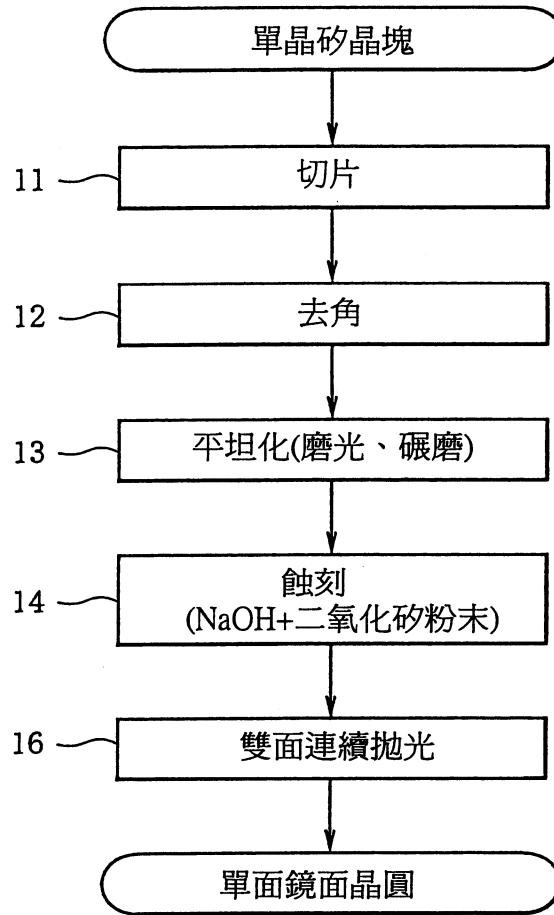 單晶矽晶塊
11
切片
12
去角
13
平坦化(磨光、碾磨)
14
蝕刻
(NaOH+二氧化矽粉末)
16
雙面連續拋光
單面鏡面晶圓